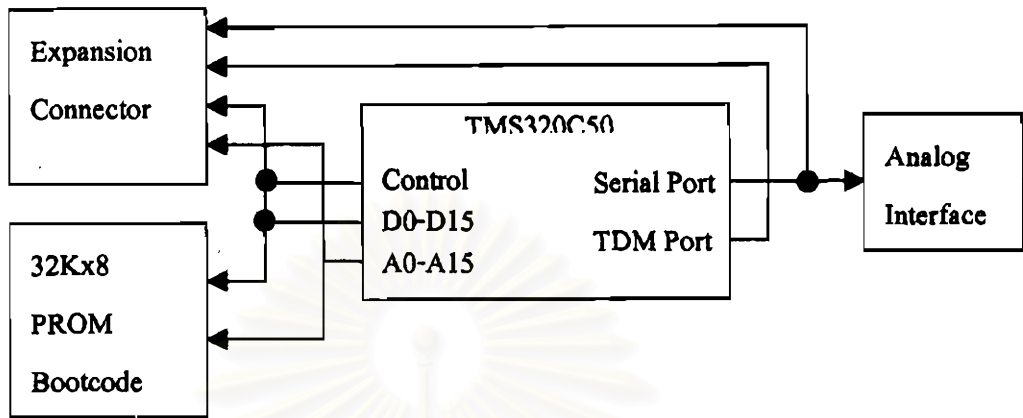 Expansion
Connector
TMS320C50
Control
D0-D15
A0-A15
Serial Port
TDM Port
Analog
Interface
32Kx8
PROM
Bootcode